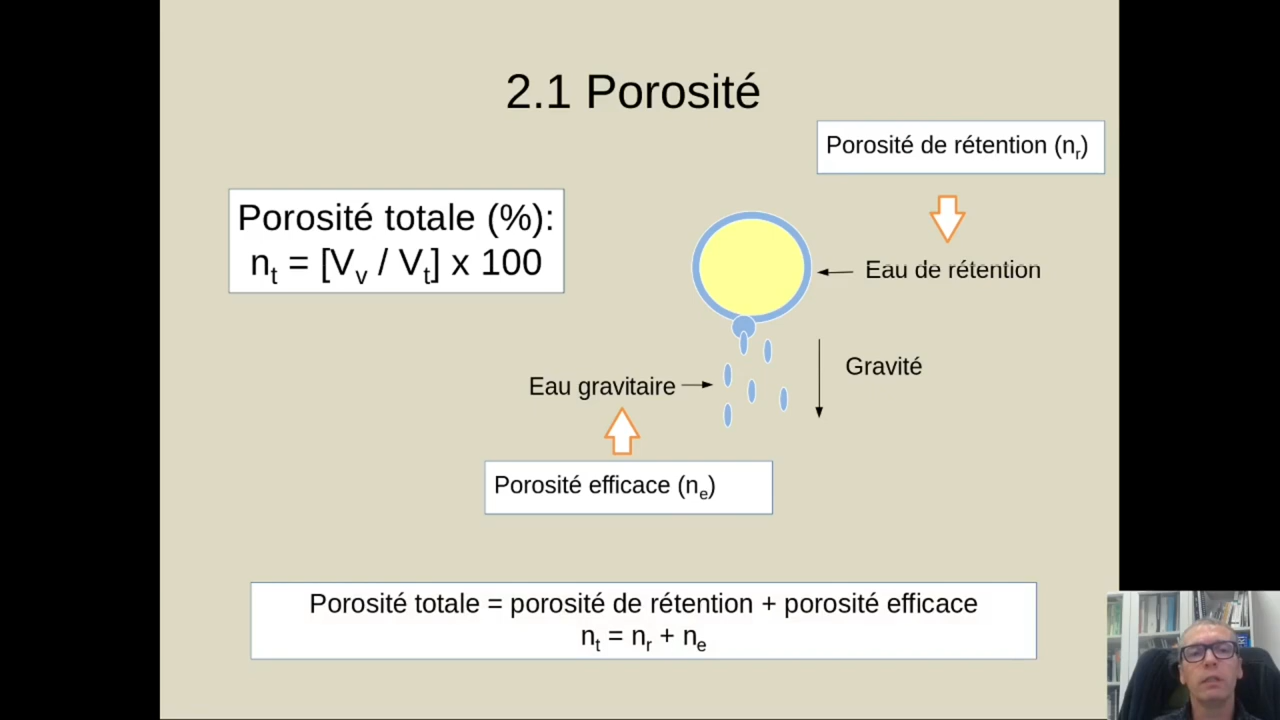 2.1 Porosité
Porosité de rétention (nᵣ)
Porosité totale (%):
nₜ = [Vᵥ / Vₜ] x 100
Eau de rétention
Gravité
Eau gravitaire
Porosité efficace (nₑ)
Porosité totale = porosité de rétention + porosité efficace
nₜ = nᵣ + nₑ